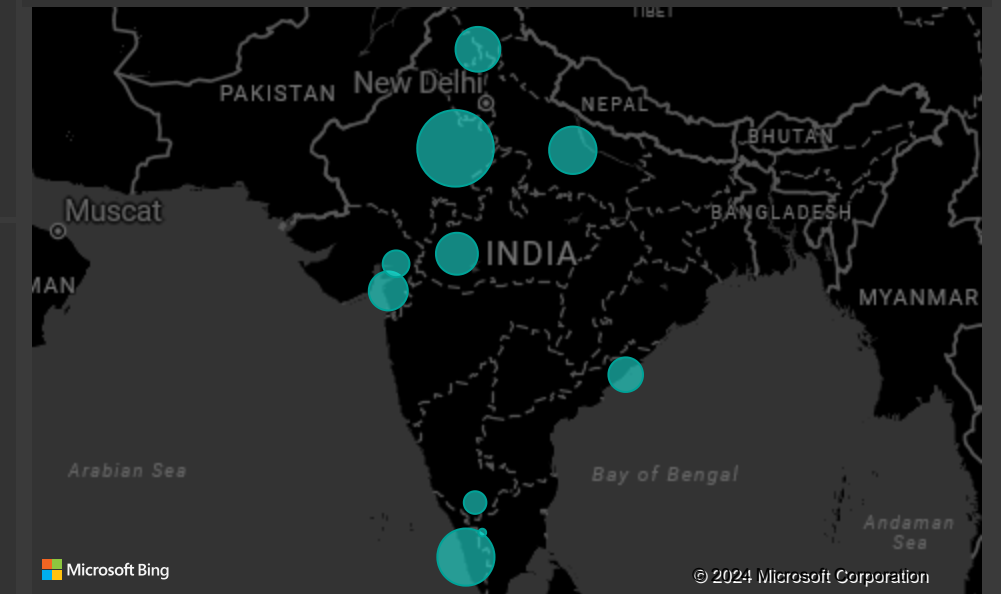 TIBET
New Delhi
PAKISTAN
NEPAL
BHUTAN
Muscat
BANGLADESH
INDIA
MAN
MYANMAR
Arabian Sea
Bay of Bengal
Andaman
Sea
Microsoft Bing
© 2024 Microsoft Corporation